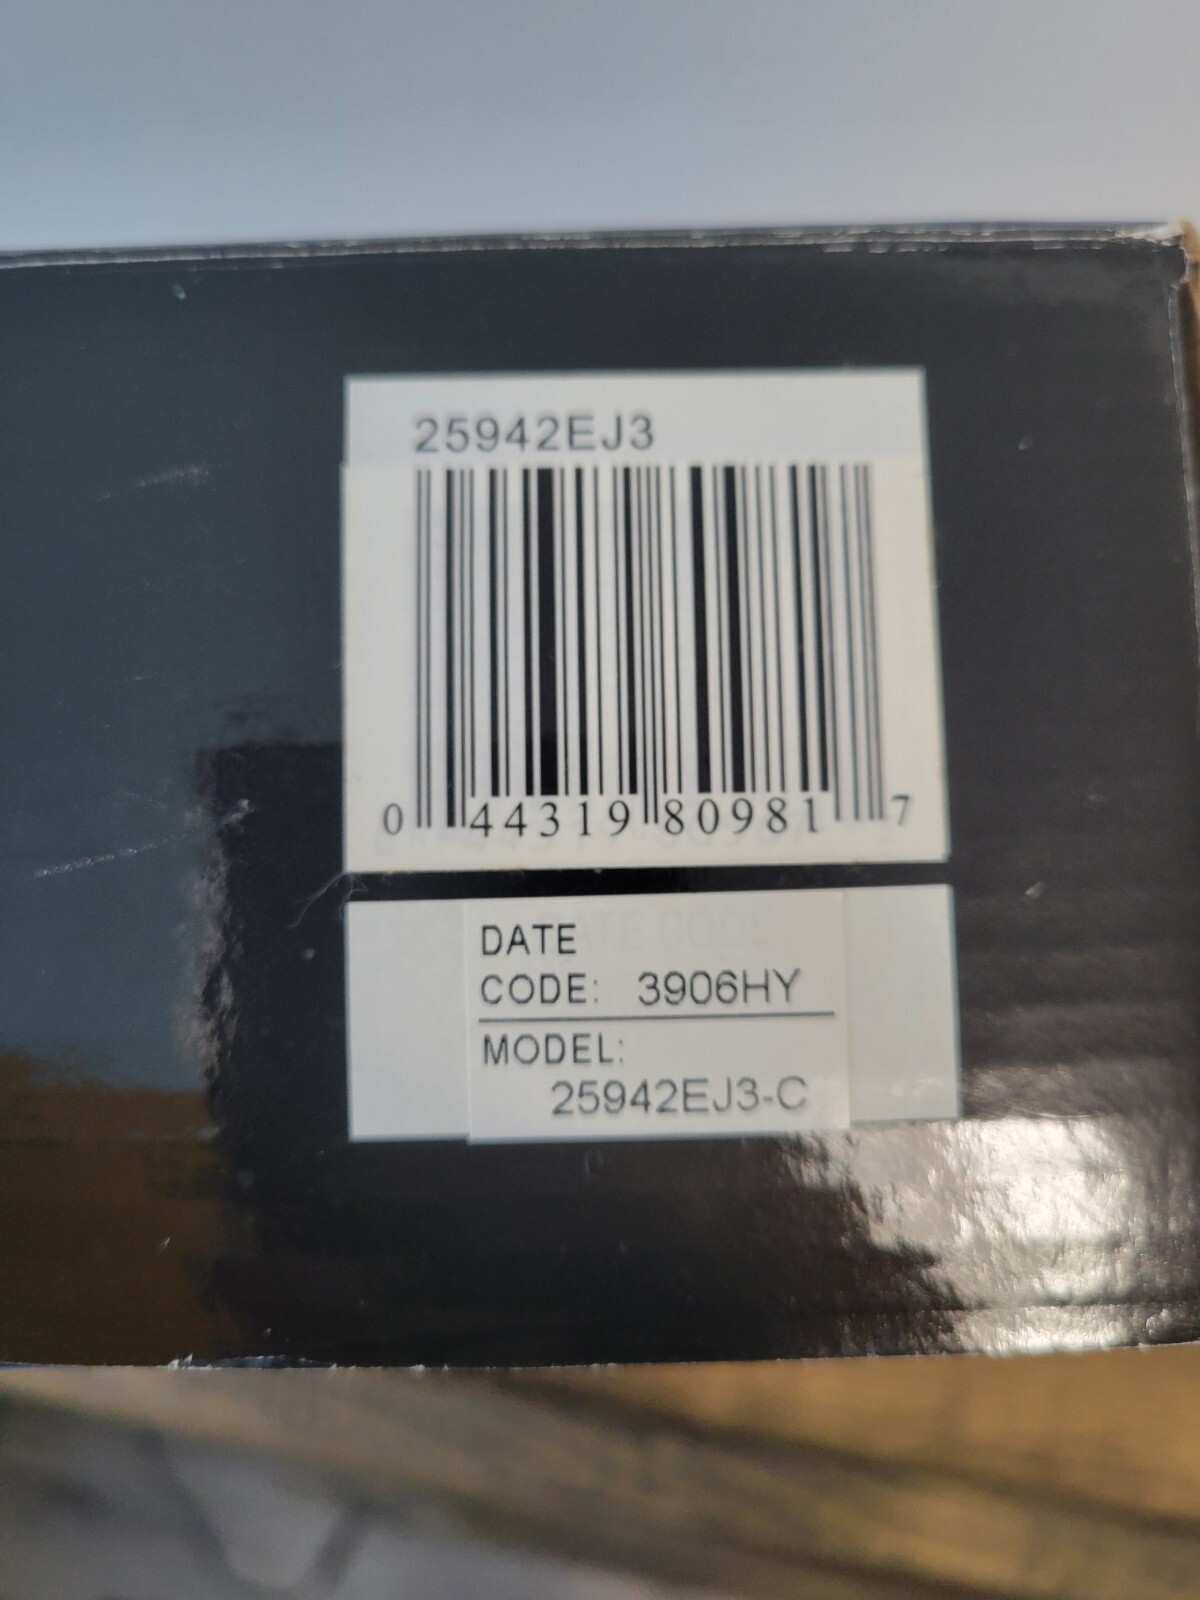 25942EJ3
0 44319 80981 7
DATE
CODE: 3906HY
MODEL:
25942EJ3-C